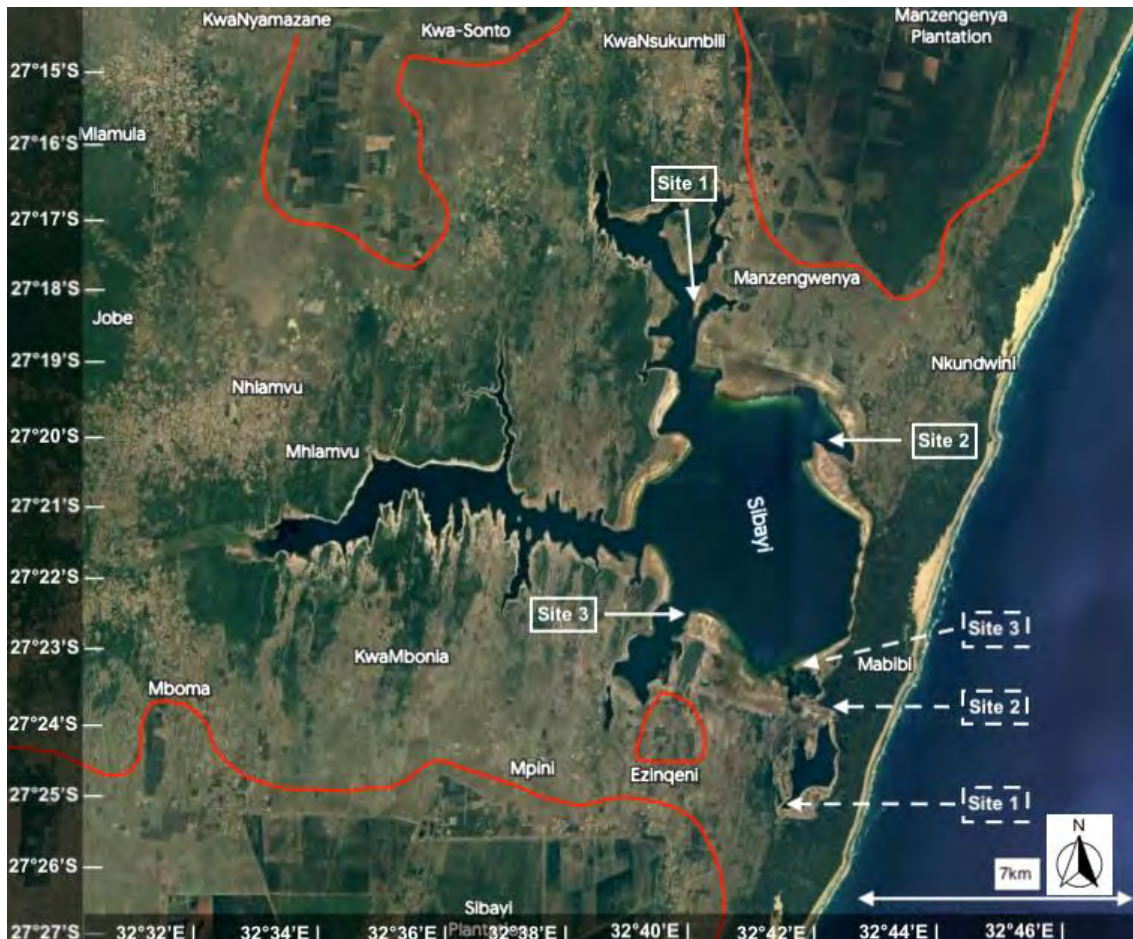 KwaNyamazane
Kwa-Sonto
KwaNsukumbili
Manzengenya
Plantation
27°15'S
Mlamula
27°16'S
Site 1
27°17'S
Manzengwenya
27°18'S
Jobe
27°19'S
Nkundwini
Nhlamvu
27°20'S
Site 2
Mhlamvu
27°21'S
Sibayi
27°22'S
Site 3
Site 3
27°23'S
KwaMbonia
Mabibi
Mboma
Site 2
27°24'S
Mpini
Ezinqeni
27°25'S
Site 1
27°26'S
N
7km
Sibayi
Plantation
27°27'S
32°32'E
32°34'E
32°36'E
32°38'E
32°40'E
32°42'E
32°44'E
32°46'E